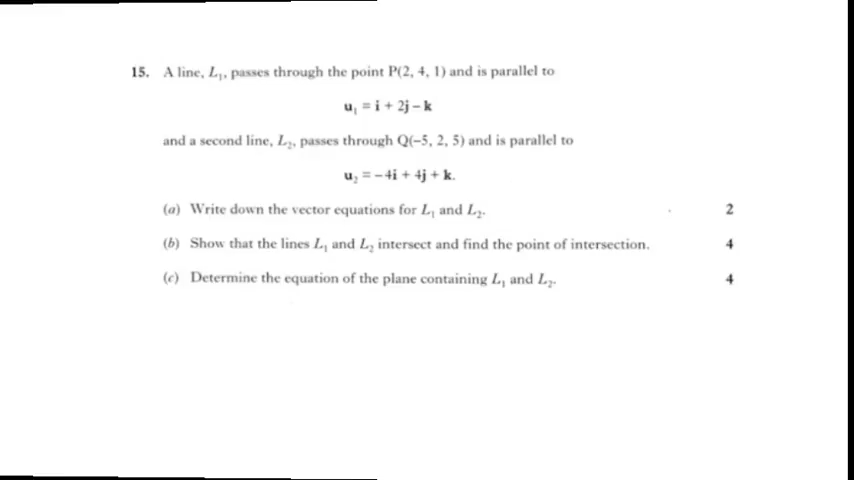 15. A line, L₁, passes through the point P(2, 4, 1) and is parallel to
u₁ = i + 2j – k
and a second line, L₂, passes through Q(–5, 2, 5) and is parallel to
u₂ = – 4i + 4j + k.
(a) Write down the vector equations for L₁ and L₂. 2
(b) Show that the lines L₁ and L₂ intersect and find the point of intersection. 4
(c) Determine the equation of the plane containing L₁ and L₂. 4